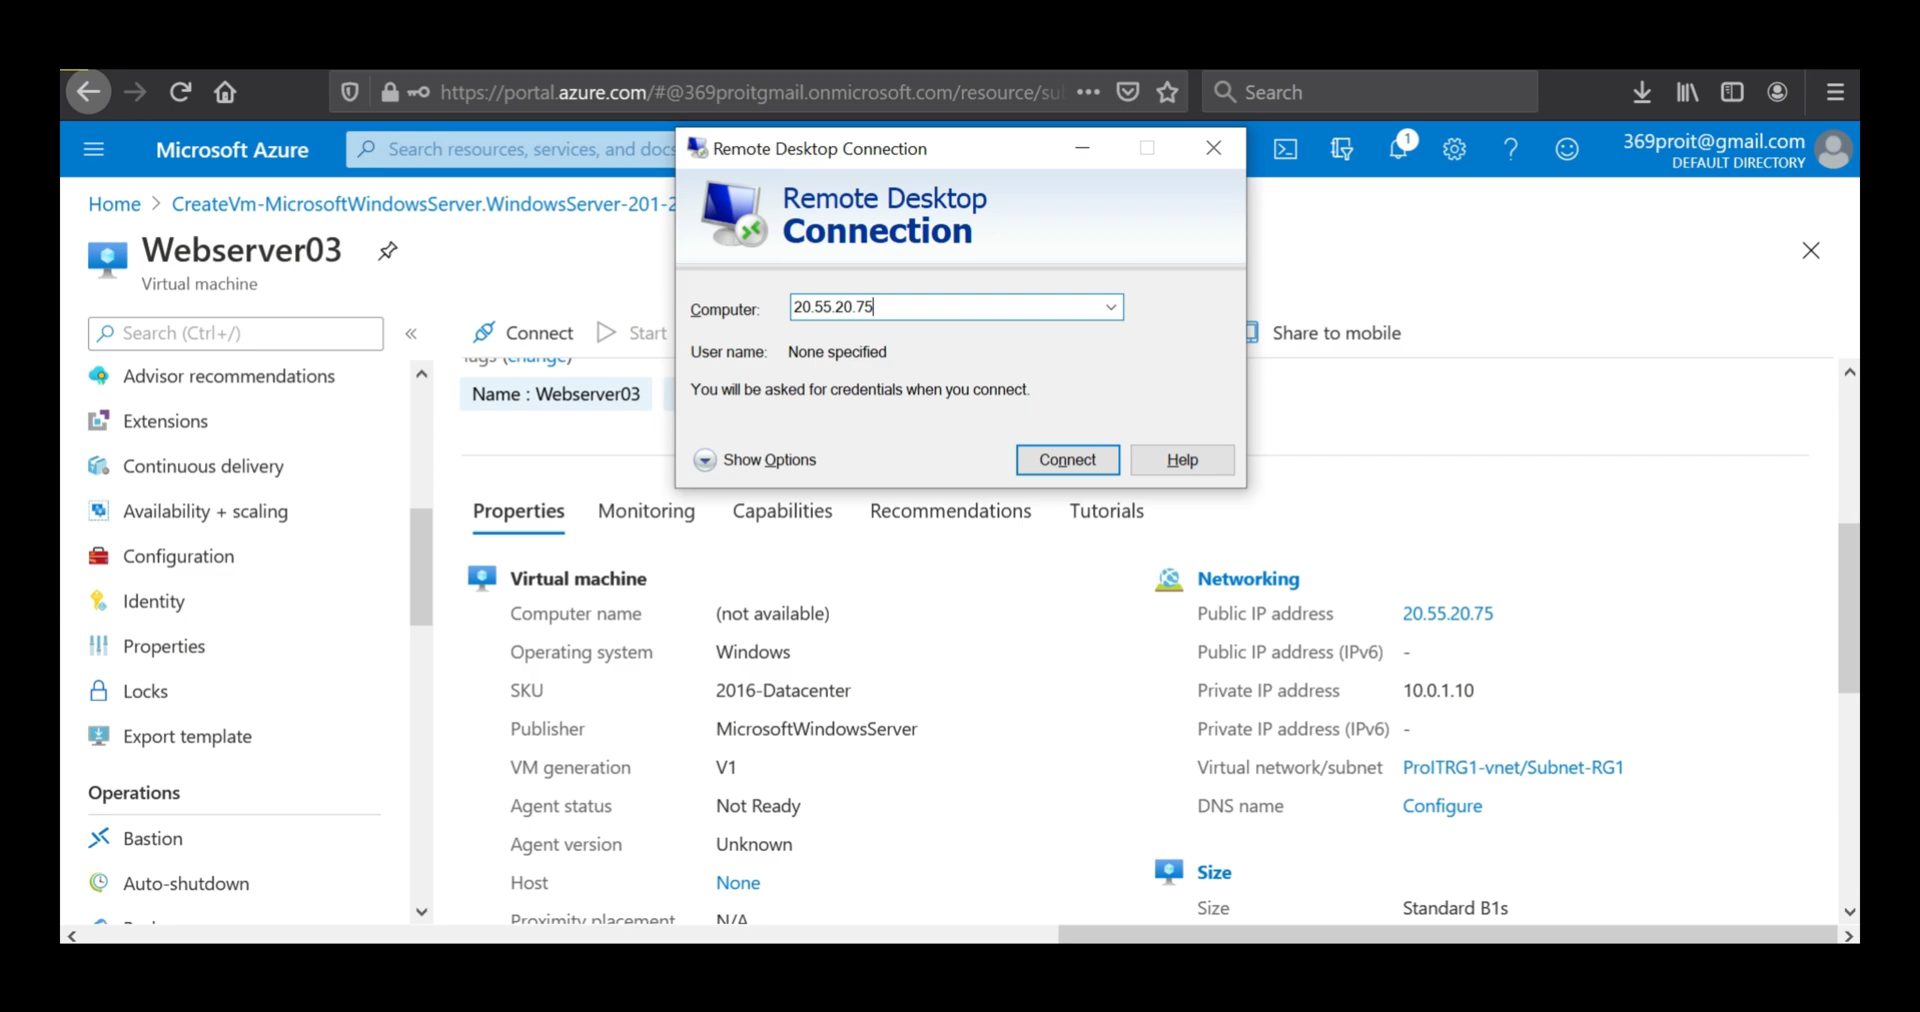 https://portal.azure.com/#@369proitgmail.onmicrosoft.com/resource/su
Search
Microsoft Azure
Search resources, services, and docs
1
369proit@gmail.com
DEFAULT DIRECTORY
Home > CreateVm-MicrosoftWindowsServer.WindowsServer-201-2
Webserver03
Virtual machine
Search (Ctrl+/)
«
Advisor recommendations
Extensions
Continuous delivery
Availability + scaling
Configuration
Identity
Properties
Locks
Export template
Operations
Bastion
Auto-shutdown
Connect
Start
Share to mobile
Tags (change)
Name : Webserver03
Remote Desktop Connection
Remote Desktop
Connection
Computer: 20.55.20.75
User name: None specified
You will be asked for credentials when you connect.
Show Options
Connect
Help
Properties Monitoring Capabilities Recommendations Tutorials
Virtual machine
Computer name (not available)
Operating system Windows
SKU 2016-Datacenter
Publisher MicrosoftWindowsServer
VM generation V1
Agent status Not Ready
Agent version Unknown
Host None
Proximity placement N/A
Networking
Public IP address 20.55.20.75
Public IP address (IPv6) -
Private IP address 10.0.1.10
Private IP address (IPv6) -
Virtual network/subnet ProITRG1-vnet/Subnet-RG1
DNS name Configure
Size
Size Standard B1s